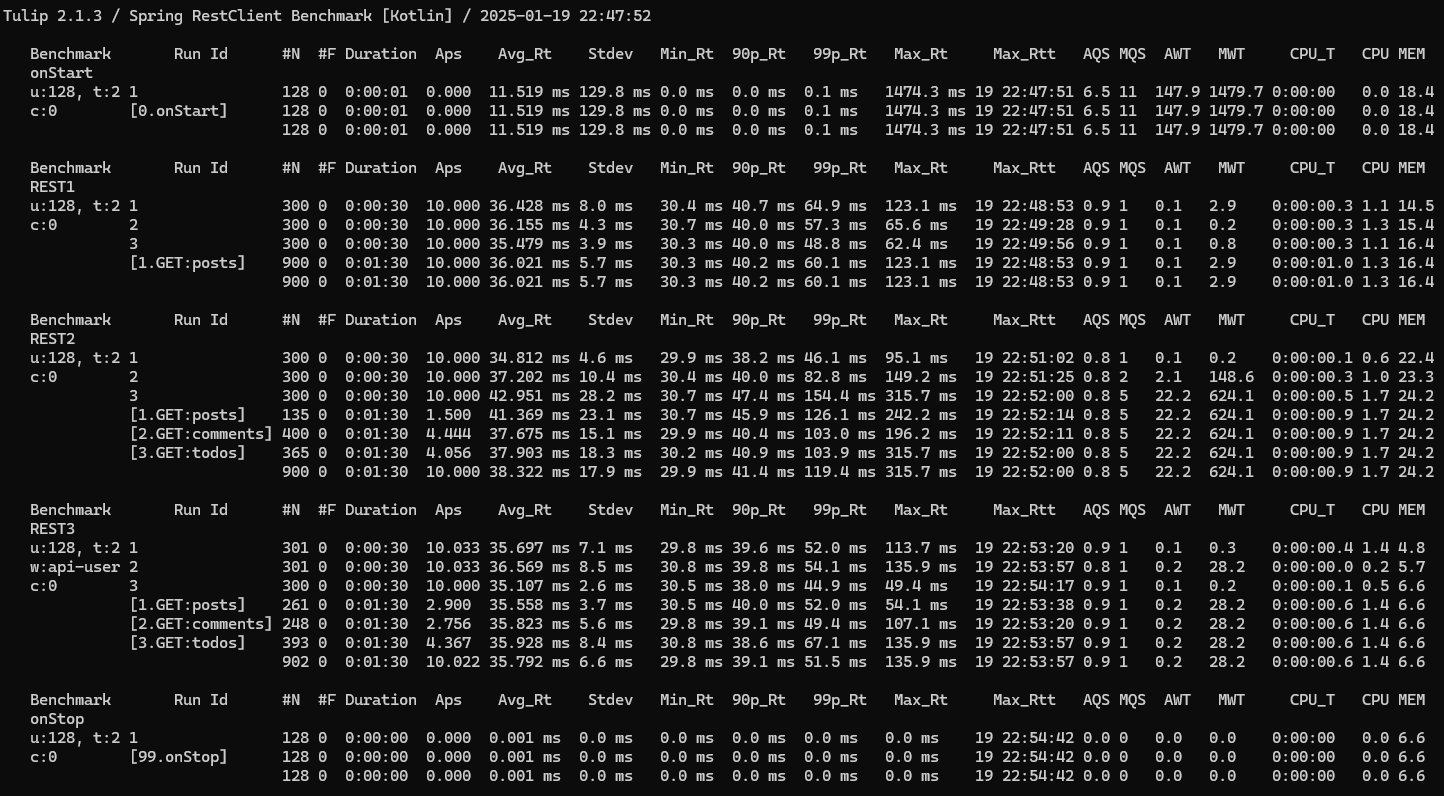 Tulip 2.1.3 / Spring RestClient Benchmark [Kotlin] / 2025-01-19 22:47:52
Benchmark Run Id #N #F Duration Aps Avg_Rt Stdev Min_Rt 90p_Rt 99p_Rt Max_Rt Max_Rtt AQS MQS AWT MWT CPU_T CPU MEM
onStart
u:128, t:2 1 128 0 0:00:01 0.000 11.519 ms 129.8 ms 0.0 ms 0.0 ms 0.1 ms 1474.3 ms 19 22:47:51 6.5 11 147.9 1479.7 0:00:00 0.0 18.4
c:0 [0.onStart] 128 0 0:00:01 0.000 11.519 ms 129.8 ms 0.0 ms 0.0 ms 0.1 ms 1474.3 ms 19 22:47:51 6.5 11 147.9 1479.7 0:00:00 0.0 18.4
128 0 0:00:01 0.000 11.519 ms 129.8 ms 0.0 ms 0.0 ms 0.1 ms 1474.3 ms 19 22:47:51 6.5 11 147.9 1479.7 0:00:00 0.0 18.4
Benchmark Run Id #N #F Duration Aps Avg_Rt Stdev Min_Rt 90p_Rt 99p_Rt Max_Rt Max_Rtt AQS MQS AWT MWT CPU_T CPU MEM
REST1
u:128, t:2 1 300 0 0:00:30 10.000 36.428 ms 8.0 ms 30.4 ms 40.7 ms 64.9 ms 123.1 ms 19 22:48:53 0.9 1 0.1 2.9 0:00:00.3 1.1 14.5
c:0 2 300 0 0:00:30 10.000 36.155 ms 4.3 ms 30.7 ms 40.0 ms 57.3 ms 65.6 ms 19 22:49:28 0.9 1 0.1 0.2 0:00:00.3 1.3 15.4
3 300 0 0:00:30 10.000 35.479 ms 3.9 ms 30.3 ms 40.0 ms 48.8 ms 62.4 ms 19 22:49:56 0.9 1 0.1 0.8 0:00:00.3 1.1 16.4
[1.GET:posts] 900 0 0:01:30 10.000 36.021 ms 5.7 ms 30.3 ms 40.2 ms 60.1 ms 123.1 ms 19 22:48:53 0.9 1 0.1 2.9 0:00:01.0 1.3 16.4
900 0 0:01:30 10.000 36.021 ms 5.7 ms 30.3 ms 40.2 ms 60.1 ms 123.1 ms 19 22:48:53 0.9 1 0.1 2.9 0:00:01.0 1.3 16.4
Benchmark Run Id #N #F Duration Aps Avg_Rt Stdev Min_Rt 90p_Rt 99p_Rt Max_Rt Max_Rtt AQS MQS AWT MWT CPU_T CPU MEM
REST2
u:128, t:2 1 300 0 0:00:30 10.000 34.812 ms 4.6 ms 29.9 ms 38.2 ms 46.1 ms 95.1 ms 19 22:51:02 0.8 1 0.1 0.2 0:00:00.1 0.6 22.4
c:0 2 300 0 0:00:30 10.000 37.202 ms 10.4 ms 30.4 ms 40.0 ms 82.8 ms 149.2 ms 19 22:51:25 0.8 2 2.1 148.6 0:00:00.3 1.0 23.3
3 300 0 0:00:30 10.000 42.951 ms 28.2 ms 30.7 ms 47.4 ms 154.4 ms 315.7 ms 19 22:52:00 0.8 5 22.2 624.1 0:00:00.5 1.7 24.2
[1.GET:posts] 135 0 0:01:30 1.500 41.369 ms 23.1 ms 30.7 ms 45.9 ms 126.1 ms 242.2 ms 19 22:52:14 0.8 5 22.2 624.1 0:00:00.9 1.7 24.2
[2.GET:comments] 400 0 0:01:30 4.444 37.675 ms 15.1 ms 29.9 ms 40.4 ms 103.0 ms 196.2 ms 19 22:52:11 0.8 5 22.2 624.1 0:00:00.9 1.7 24.2
[3.GET:todos] 365 0 0:01:30 4.056 37.903 ms 18.3 ms 30.2 ms 40.9 ms 103.9 ms 315.7 ms 19 22:52:00 0.8 5 22.2 624.1 0:00:00.9 1.7 24.2
900 0 0:01:30 10.000 38.322 ms 17.9 ms 29.9 ms 41.4 ms 119.4 ms 315.7 ms 19 22:52:00 0.8 5 22.2 624.1 0:00:00.9 1.7 24.2
Benchmark Run Id #N #F Duration Aps Avg_Rt Stdev Min_Rt 90p_Rt 99p_Rt Max_Rt Max_Rtt AQS MQS AWT MWT CPU_T CPU MEM
REST3
u:128, t:2 1 301 0 0:00:30 10.033 35.697 ms 7.1 ms 29.8 ms 39.6 ms 52.0 ms 113.7 ms 19 22:53:20 0.9 1 0.1 0.3 0:00:00.4 1.4 4.8
w:api-user 2 301 0 0:00:30 10.033 36.569 ms 8.5 ms 30.8 ms 39.8 ms 54.1 ms 135.9 ms 19 22:53:57 0.8 1 0.2 28.2 0:00:00.0 0.2 5.7
c:0 3 300 0 0:00:30 10.000 35.107 ms 2.6 ms 30.5 ms 38.0 ms 44.9 ms 49.4 ms 19 22:54:17 0.9 1 0.1 0.2 0:00:00.1 0.5 6.6
[1.GET:posts] 261 0 0:01:30 2.900 35.558 ms 3.7 ms 30.5 ms 40.0 ms 52.0 ms 54.1 ms 19 22:53:38 0.9 1 0.2 28.2 0:00:00.6 1.4 6.6
[2.GET:comments] 248 0 0:01:30 2.756 35.823 ms 5.6 ms 29.8 ms 39.1 ms 49.4 ms 107.1 ms 19 22:53:20 0.9 1 0.2 28.2 0:00:00.6 1.4 6.6
[3.GET:todos] 393 0 0:01:30 4.367 35.928 ms 8.4 ms 30.8 ms 38.6 ms 67.1 ms 135.9 ms 19 22:53:57 0.9 1 0.2 28.2 0:00:00.6 1.4 6.6
902 0 0:01:30 10.022 35.792 ms 6.6 ms 29.8 ms 39.1 ms 51.5 ms 135.9 ms 19 22:53:57 0.9 1 0.2 28.2 0:00:00.6 1.4 6.6
Benchmark Run Id #N #F Duration Aps Avg_Rt Stdev Min_Rt 90p_Rt 99p_Rt Max_Rt Max_Rtt AQS MQS AWT MWT CPU_T CPU MEM
onStop
u:128, t:2 1 128 0 0:00:00 0.000 0.001 ms 0.0 ms 0.0 ms 0.0 ms 0.0 ms 0.0 ms 19 22:54:42 0.0 0 0.0 0.0 0:00:00 0.0 6.6
c:0 [99.onStop] 128 0 0:00:00 0.000 0.001 ms 0.0 ms 0.0 ms 0.0 ms 0.0 ms 0.0 ms 19 22:54:42 0.0 0 0.0 0.0 0:00:00 0.0 6.6
128 0 0:00:00 0.000 0.001 ms 0.0 ms 0.0 ms 0.0 ms 0.0 ms 0.0 ms 19 22:54:42 0.0 0 0.0 0.0 0:00:00 0.0 6.6